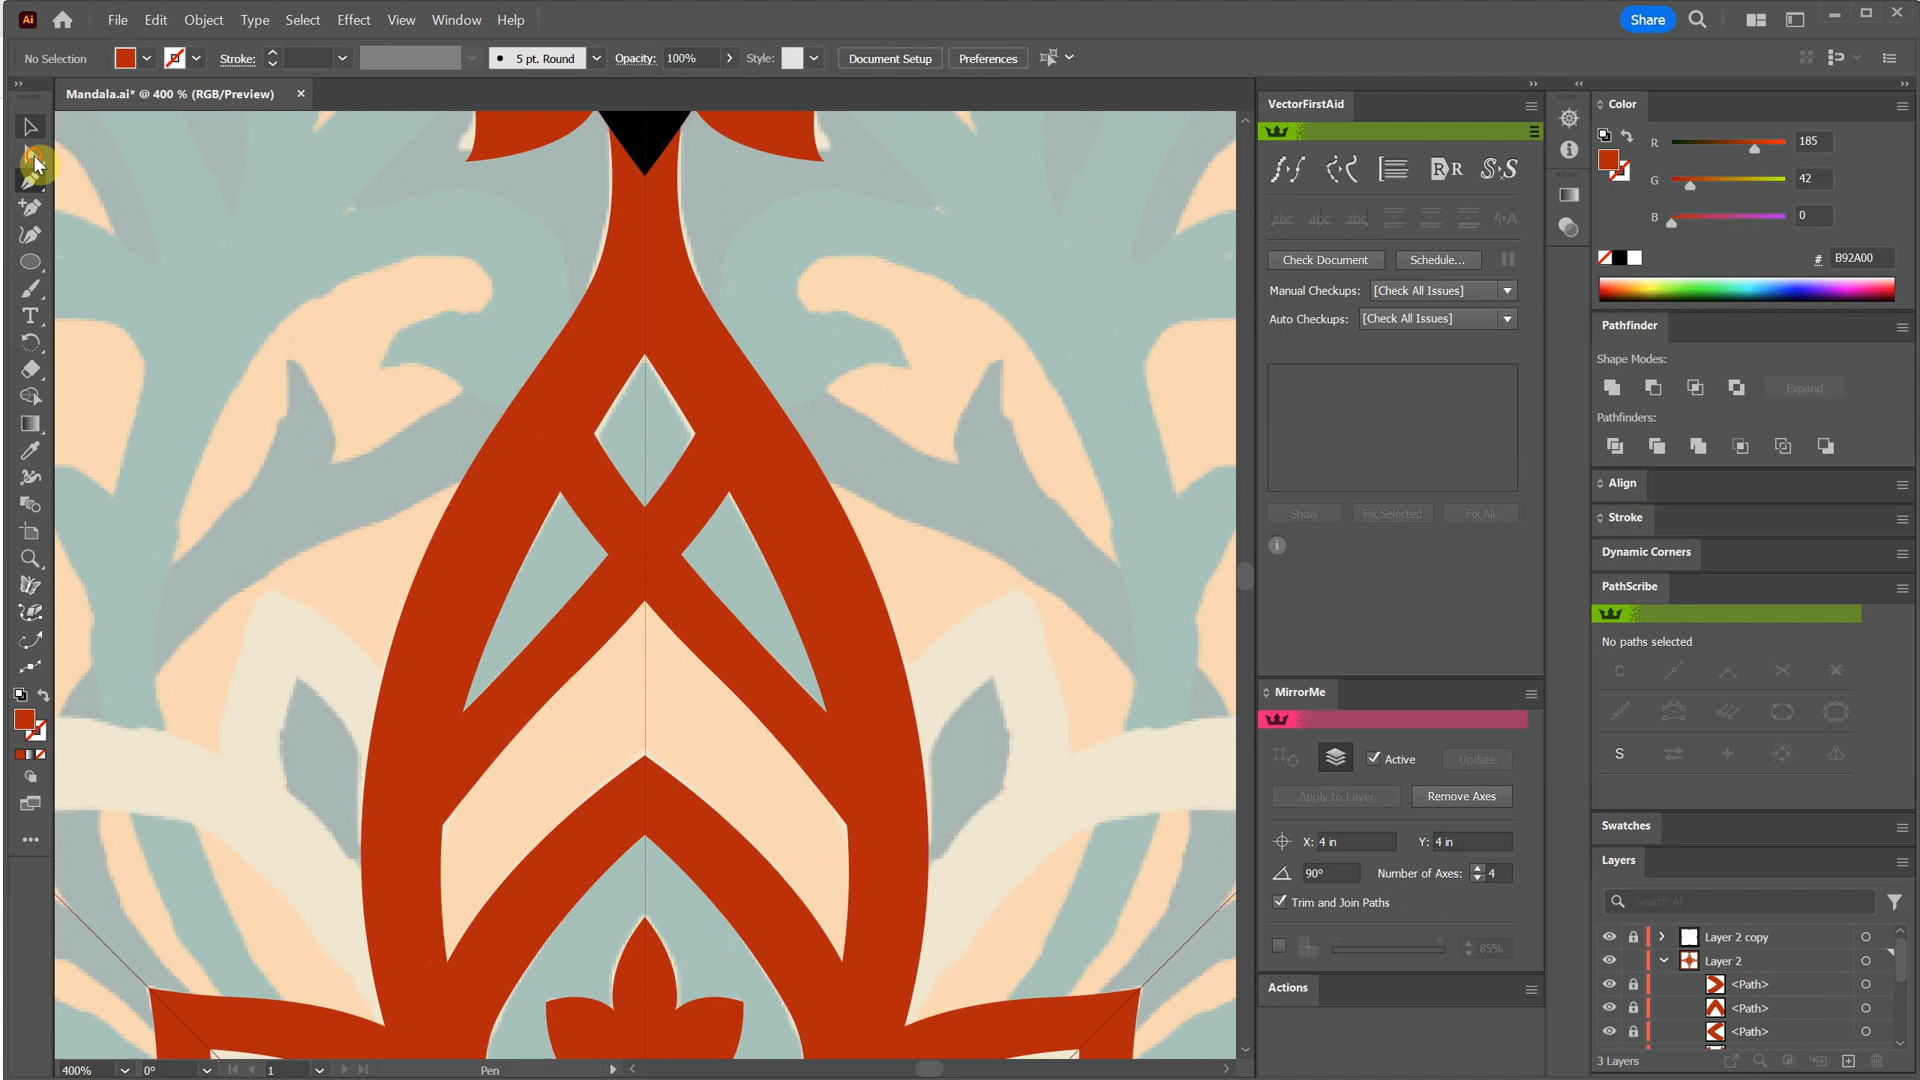 Ai File Edit Object Type Select Effect View Window Help Share
No Selection Stroke: 5 pt. Round Opacity: 100% Style: Document Setup Preferences
Mandala.ai* @ 400 % (RGB/Preview) ×
VectorFirstAid
Check Document Schedule...
Manual Checkups: [Check All Issues]
Auto Checkups: [Check All Issues]
Show Fix Selected Fix All
MirrorMe
Active Update
Apply to Layer Remove Axes
X: 4 in Y: 4 in
90° Number of Axes: 4
Trim and Join Paths
85%
Actions
Color
R 185
G 42
B 0
# B92A00
Pathfinder
Shape Modes:
Expand
Pathfinders:
Align
Stroke
Dynamic Corners
PathScribe
No paths selected
Swatches
Layers
Search All
Layer 2 copy
Layer 2
<Path>
<Path>
<Path>
3 Layers
400% 0° 1 Pen